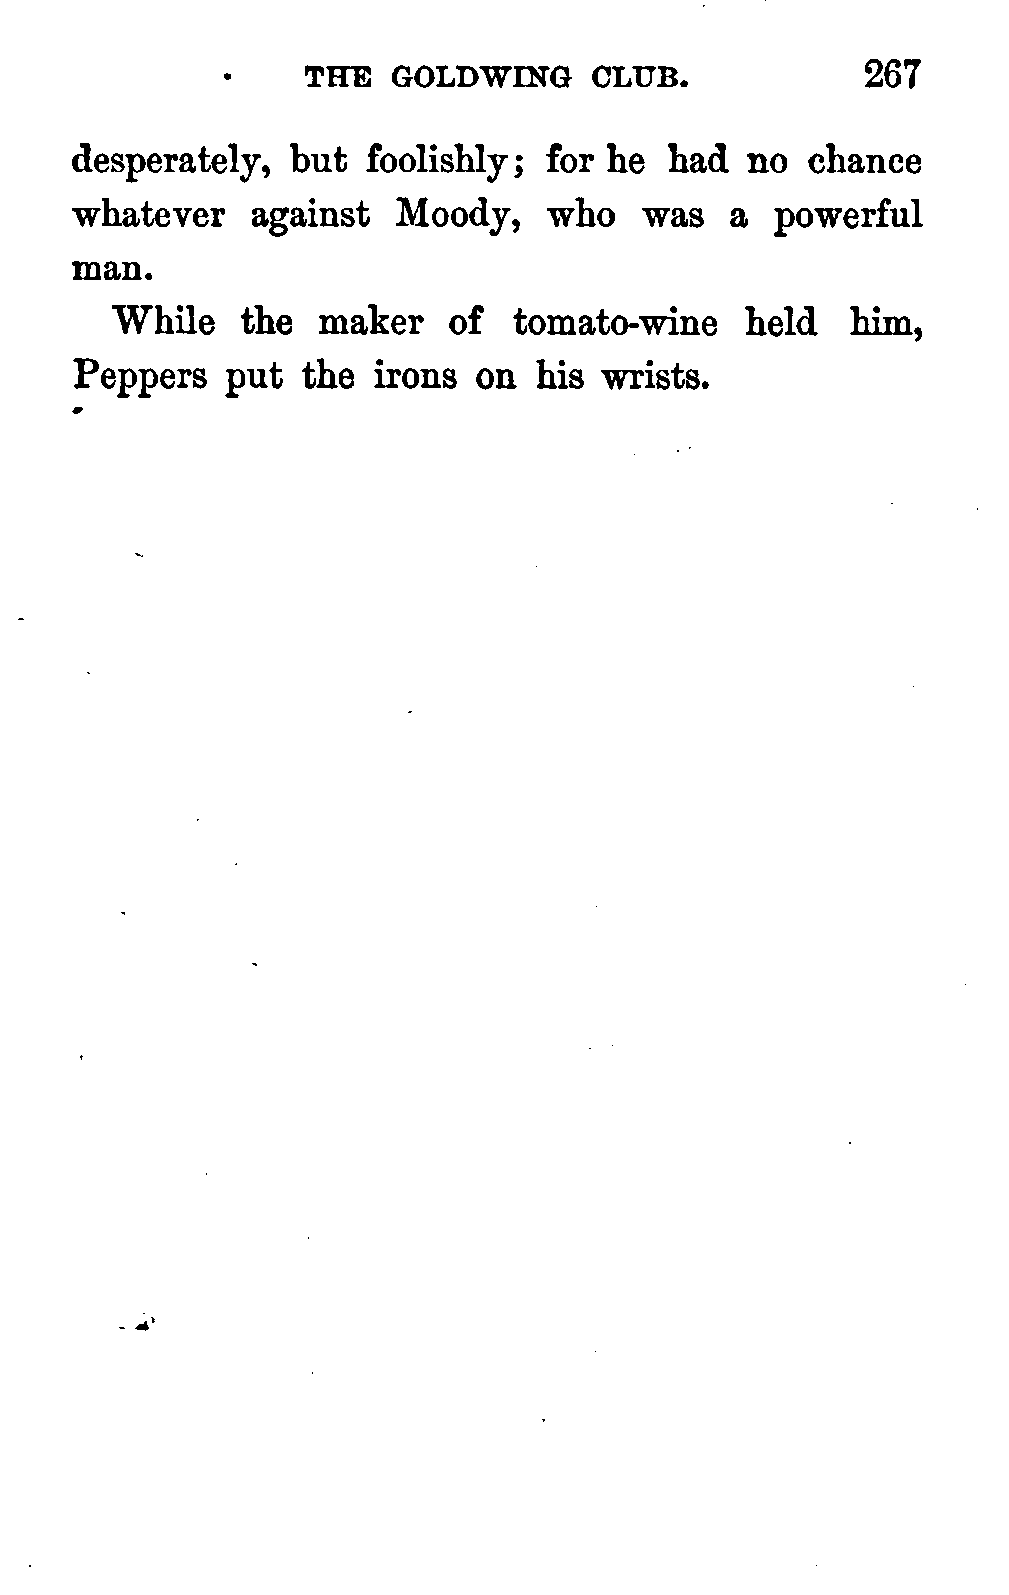 THE GOLDWING CLUB. 267
desperately, but foolishly; for he had no chance
whatever against Moody, who was a powerful
man.
While the maker of tomato-wine held him,
Peppers put the irons on his wrists.